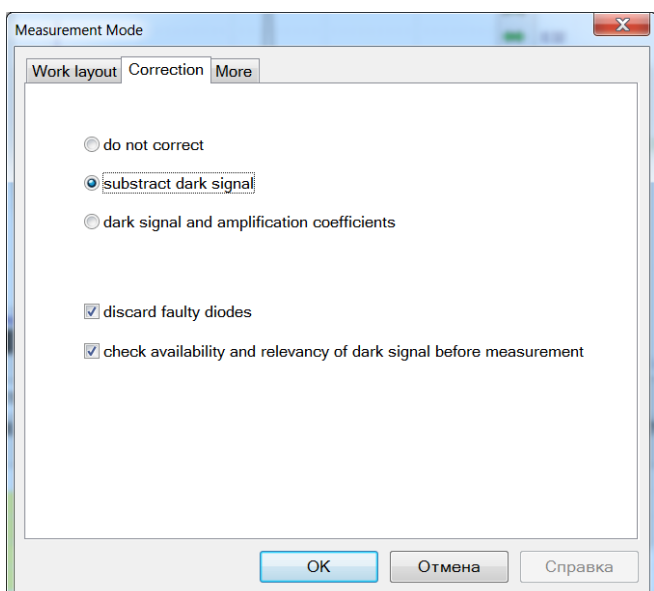 Measurement Mode
Work layout Correction More
do not correct
substract dark signal
dark signal and amplification coefficients
discard faulty diodes
check availability and relevancy of dark signal before measurement
OK Отмена Справка